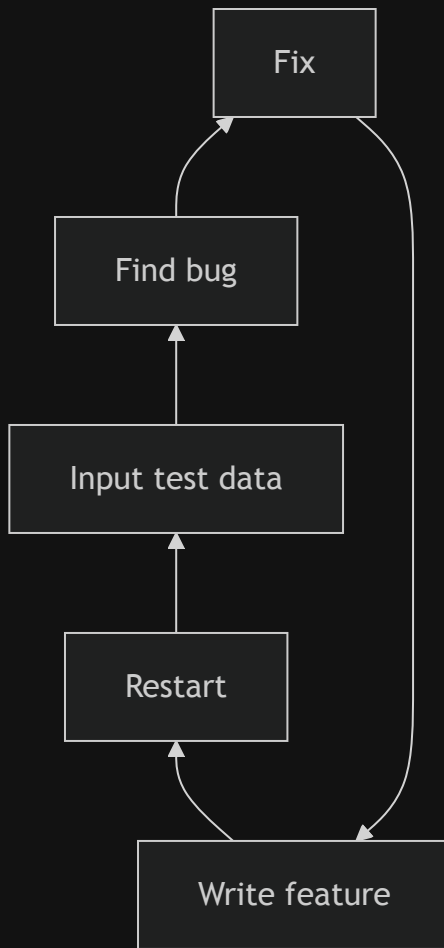 Fix
Find bug
Input test data
Restart
Write feature